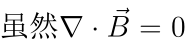 虽然∇ · B⃗ = 0